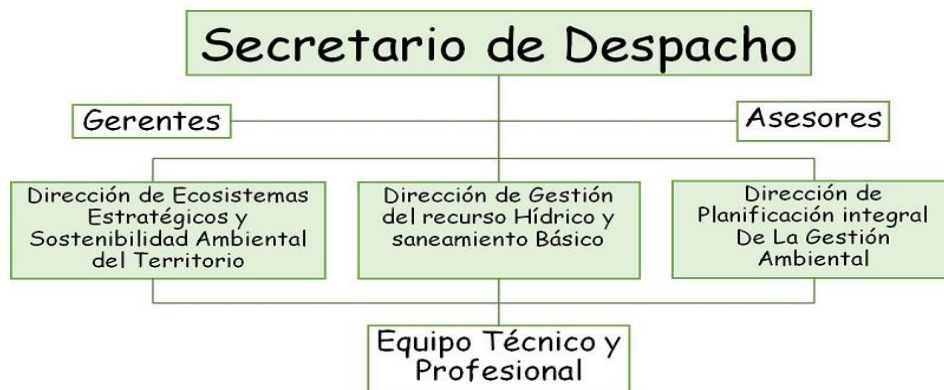 Secretario de Despacho
Gerentes
Asesores
Dirección de Ecosistemas
Estratégicos y
Sostenibilidad Ambiental
del Territorio
Dirección de Gestión
del recurso Hídrico y
saneamiento Básico
Dirección de
Planificación integral
De La Gestión
Ambiental
Equipo Técnico y
Profesional